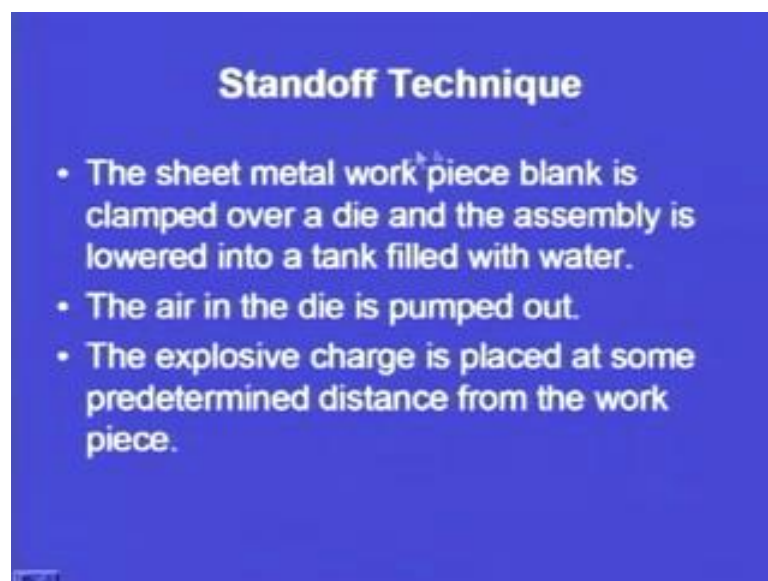 Standoff Technique
• The sheet metal work piece blank is
clamped over a die and the assembly is
lowered into a tank filled with water.
• The air in the die is pumped out.
• The explosive charge is placed at some
predetermined distance from the work
piece.